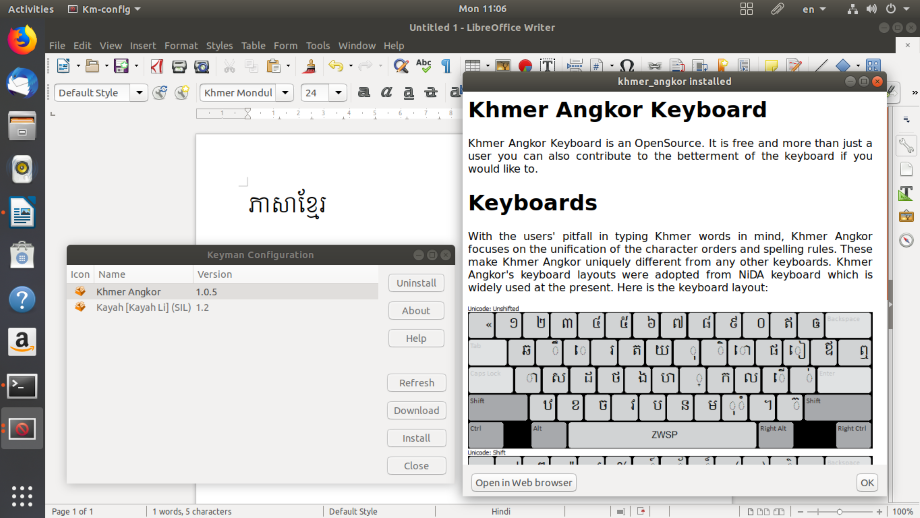 Activities
Km-config
Mon 11:06
en
Untitled 1 - LibreOffice Writer
File Edit View Insert Format Styles Table Form Tools Window Help
Default Style
Khmer Mondul
24
ភាសាខ្មែរ
Keyman Configuration
Icon Name Version
Khmer Angkor 1.0.5
Kayah [Kayah Li] (SIL) 1.2
Uninstall
About
Help
Refresh
Download
Install
Close
khmer_angkor installed
Khmer Angkor Keyboard
Khmer Angkor Keyboard is an OpenSource. It is free and more than just a
user you can also contribute to the betterment of the keyboard if you
would like to.
Keyboards
With the users' pitfall in typing Khmer words in mind, Khmer Angkor
focuses on the unification of the character orders and spelling rules. These
make Khmer Angkor uniquely different from any other keyboards. Khmer
Angkor's keyboard layouts were adopted from NiDA keyboard which is
widely used at the present. Here is the keyboard layout:
Unicode: Unshifted
« ១ ២ ៣ ៤ ៥ ៦ ៧ ៨ ៩ ០ ឥ ឲ Backspace
Tab ឆ ឹ េ រ ត យ ុ ិ ោ ផ ៀ ឪ ឮ
Caps Lock ា ស ដ ថ ង ហ ្ ក ល ើ ់ Enter
Shift ឋ ខ ច វ ប ន ម ុំ ។ ៊ Shift
Ctrl Alt ZWSP Right Alt Right Ctrl
Unicode: Shift
Open in Web browser
OK
Page 1 of 1
1 words, 5 characters
Default Style
Hindi
100%